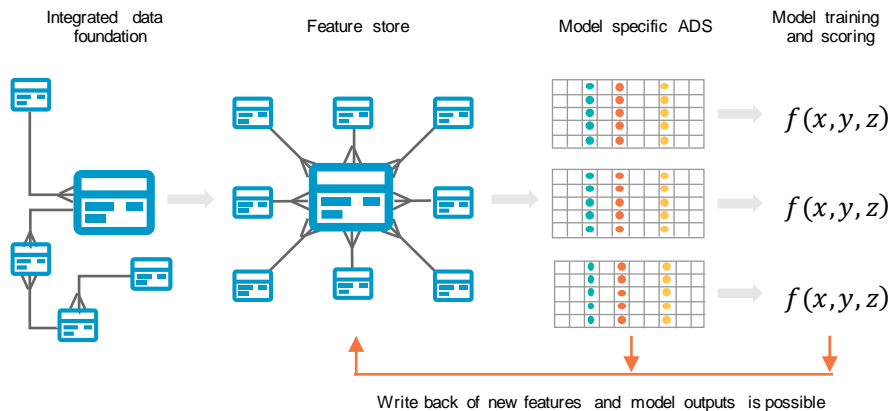 Integrated data
foundation
Feature store
Model specific ADS
Model training
and scoring
f(x,y,z)
f(x,y,z)
f(x,y,z)
Write back of new features and model outputs is possible